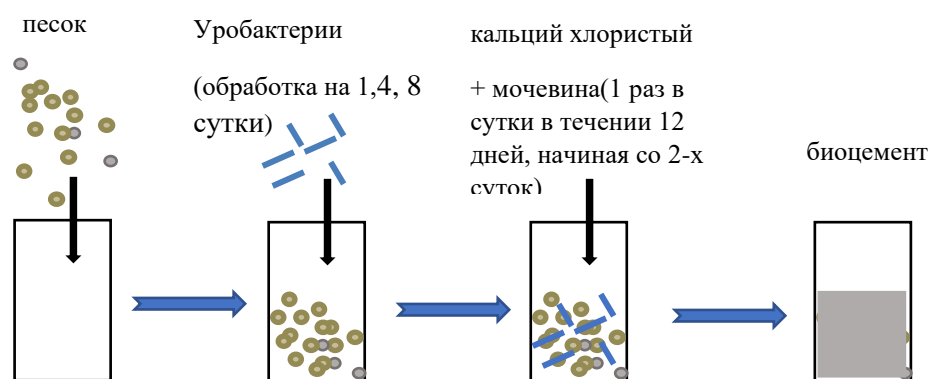 песок
Уробактерии
(обработка на 1,4, 8
сутки)
кальций хлористый
+ мочевина(1 раз в
сутки в течении 12
дней, начиная со 2-х
суток)
биоцемент